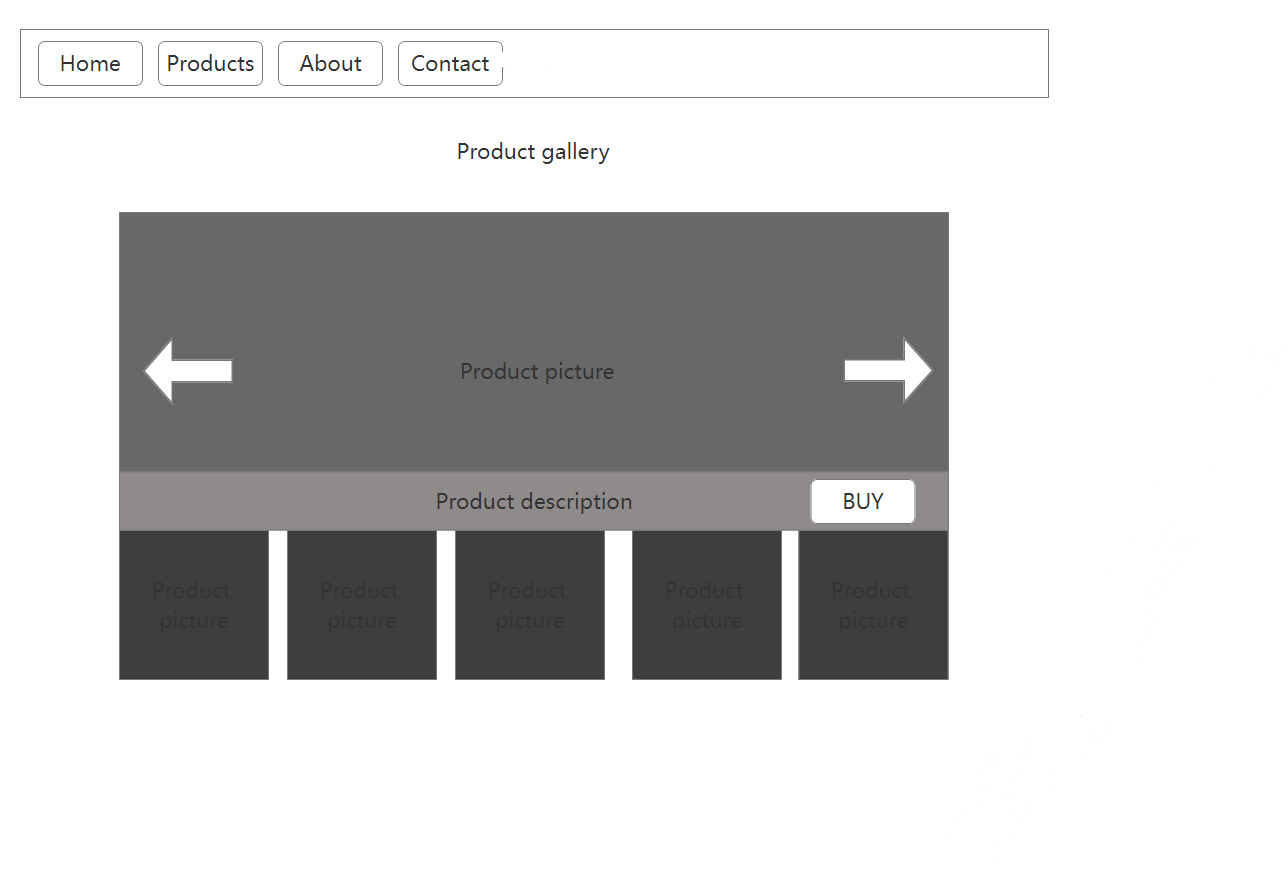 Home Products About Contact
Product gallery
Product picture
Product description BUY
Product Product Product Product Product
picture picture picture picture picture